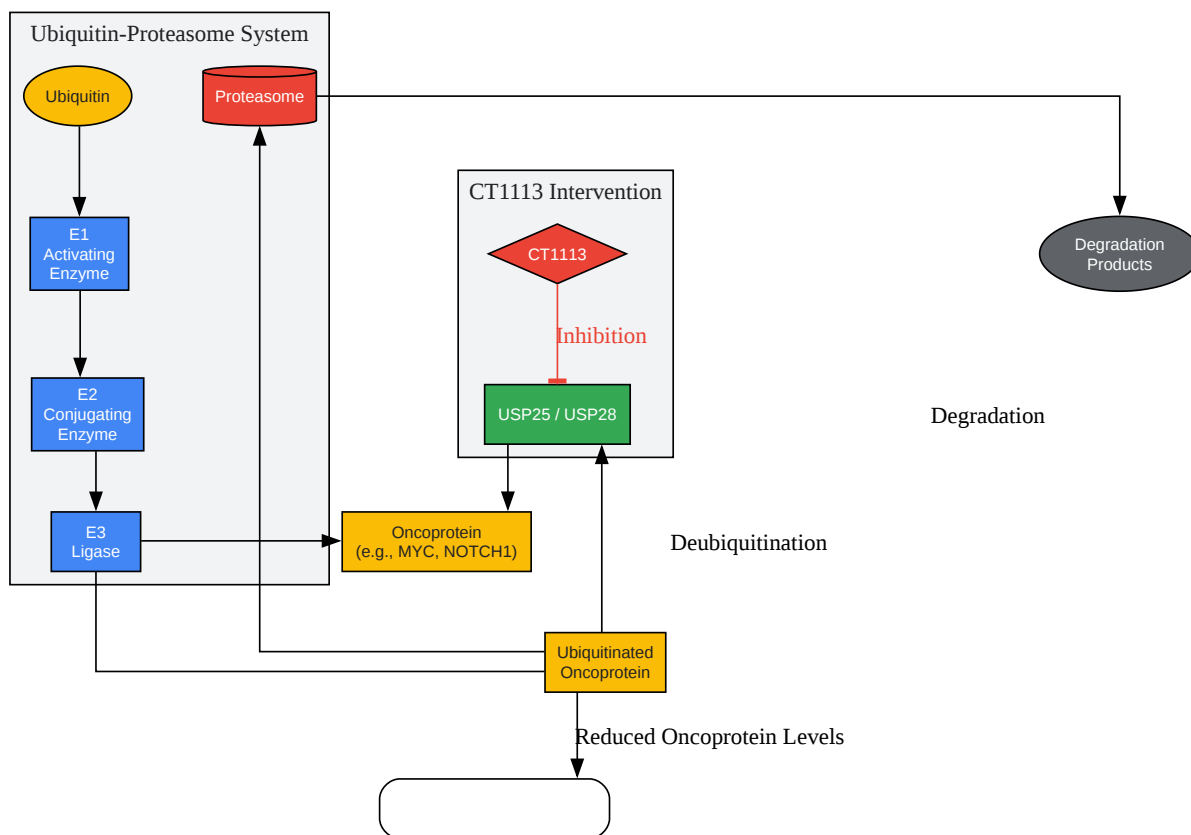 Ubiquitin-Proteasome System
Ubiquitin
Proteasome
E1
Activating
Enzyme
E2
Conjugating
Enzyme
E3
Ligase
CT1113 Intervention
CT1113
Inhibition
USP25 / USP28
Oncoprotein
(e.g., MYC, NOTCH1)
Degradation
Products
Degradation
Deubiquitination
Ubiquitinated
Oncoprotein
Reduced Oncoprotein Levels